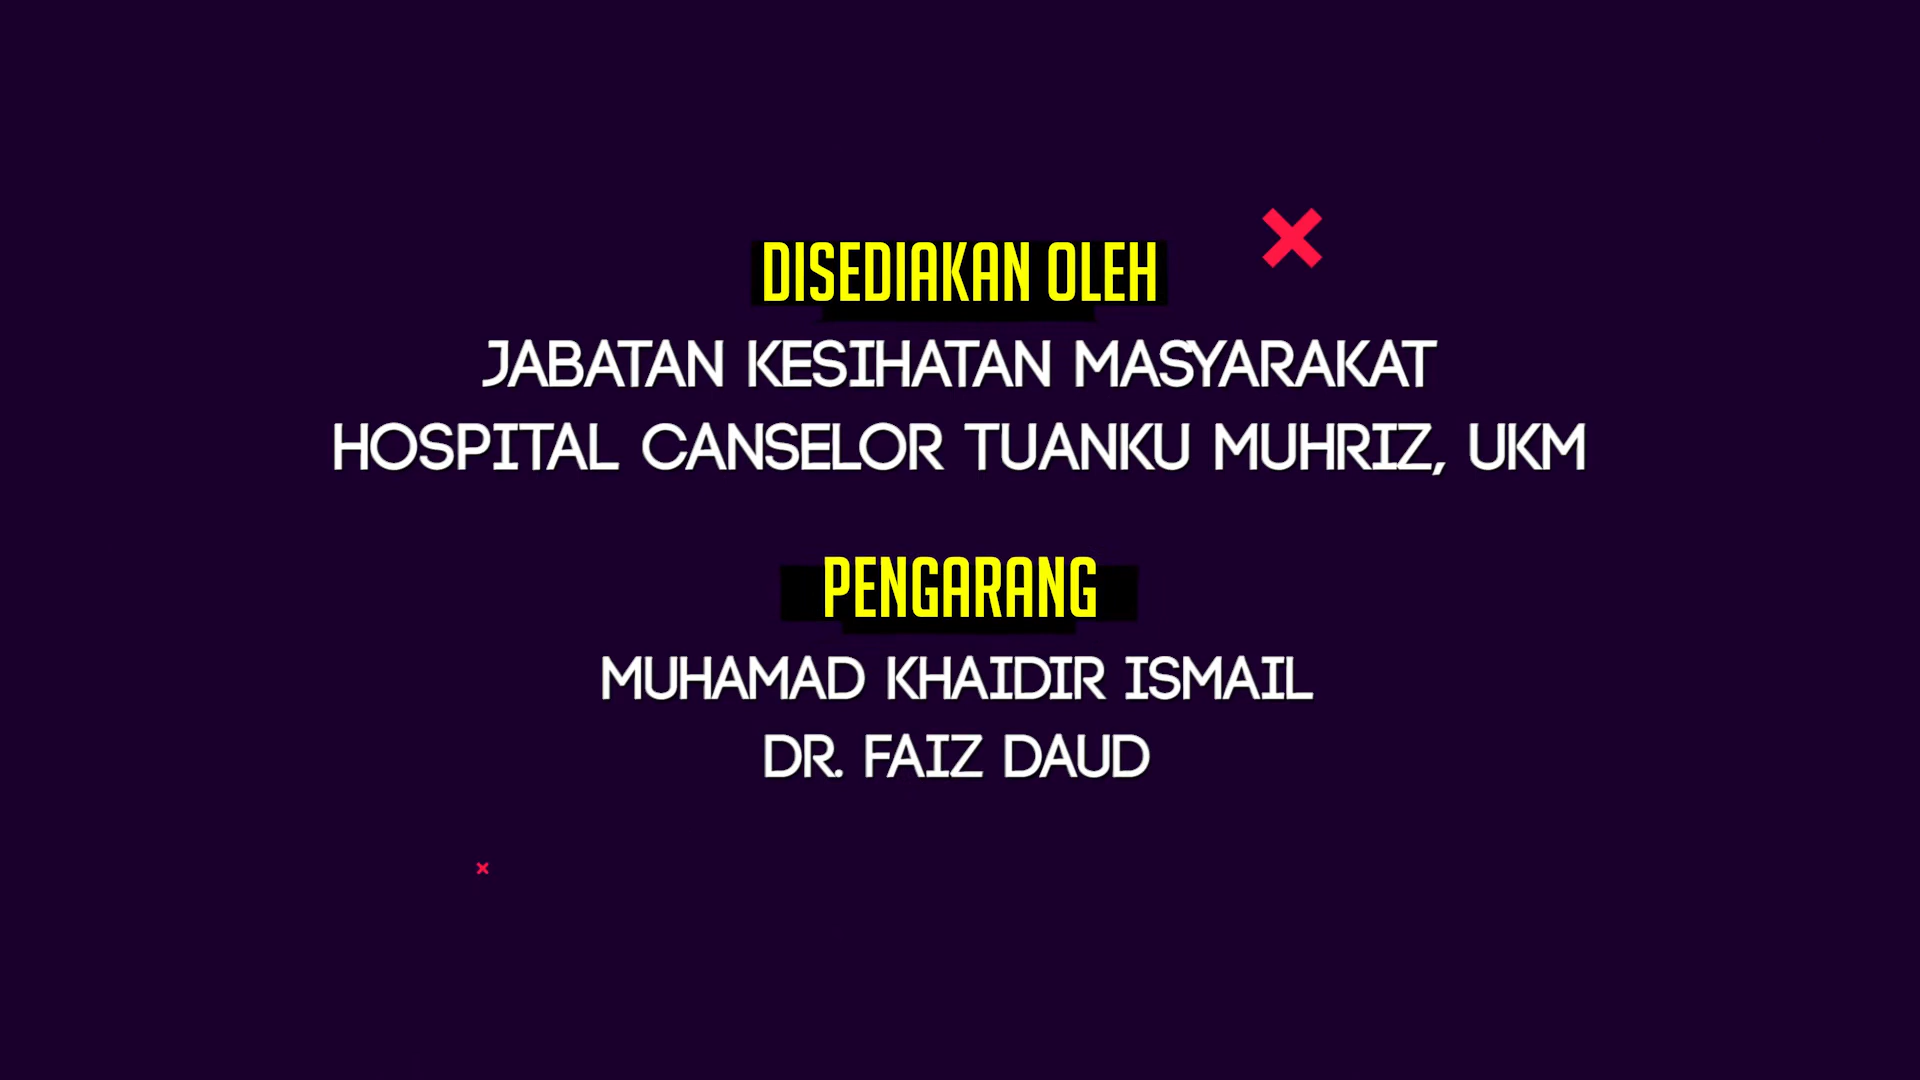 DISEDIAKAN OLEH
JABATAN KESIHATAN MASYARAKAT
HOSPITAL CANSELOR TUANKU MUHRIZ, UKM
PENGARANG
MUHAMAD KHAIDIR ISMAIL
DR. FAIZ DAUD